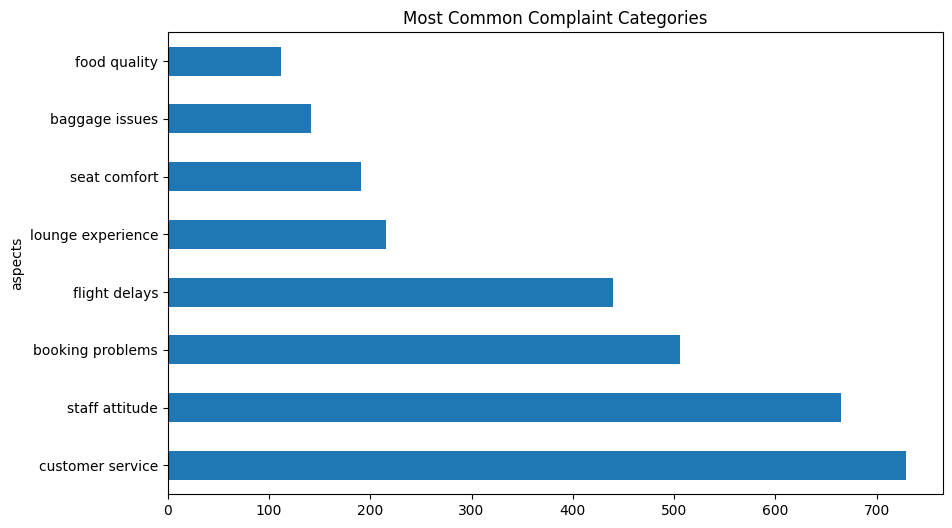 Most Common Complaint Categories
food quality
baggage issues
seat comfort
lounge experience
flight delays
booking problems
staff attitude
customer service
aspects
0 100 200 300 400 500 600 700